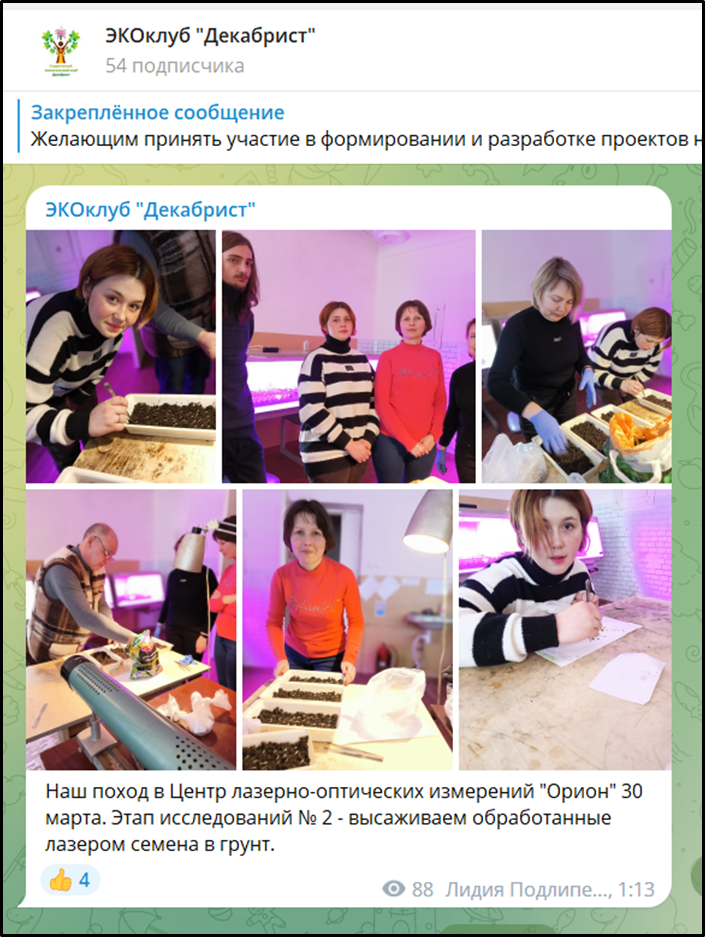 ЭКОклуб "Декабрист"
54 подписчика
Закреплённое сообщение
Желающим принять участие в формировании и разработке проектов н
ЭКОклуб "Декабрист"
Наш поход в Центр лазерно-оптических измерений "Орион" 30
марта. Этап исследований № 2 - высаживаем обработанные
лазером семена в грунт.
4
88 Лидия Подлипе..., 1:13